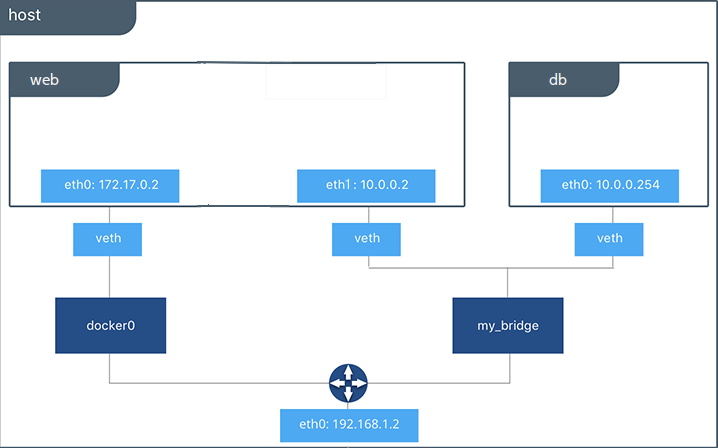 host
web
db
eth0: 172.17.0.2
eth1 : 10.0.0.2
eth0: 10.0.0.254
veth
veth
veth
docker0
my_bridge
eth0: 192.168.1.2